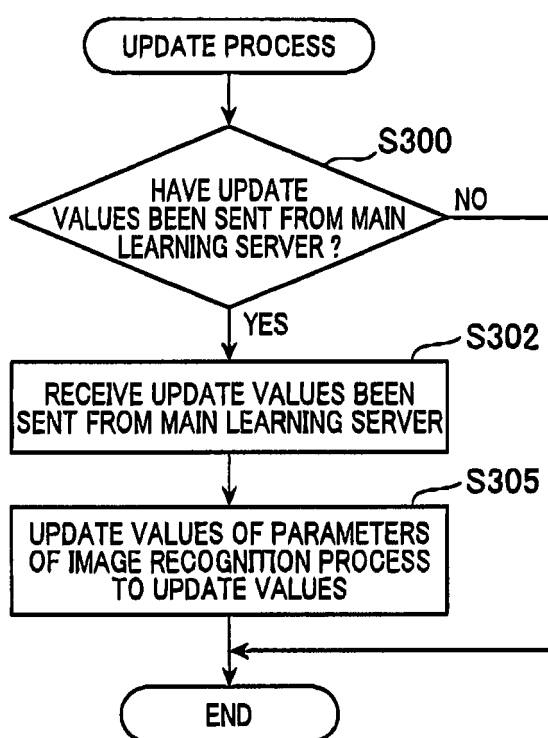 UPDATE PROCESS
S300
HAVE UPDATE
VALUES BEEN SENT FROM MAIN
LEARNING SERVER ?
NO
YES
S302
RECEIVE UPDATE VALUES BEEN
SENT FROM MAIN LEARNING SERVER
S305
UPDATE VALUES OF PARAMETERS
OF IMAGE RECOGNITION PROCESS
TO UPDATE VALUES
END